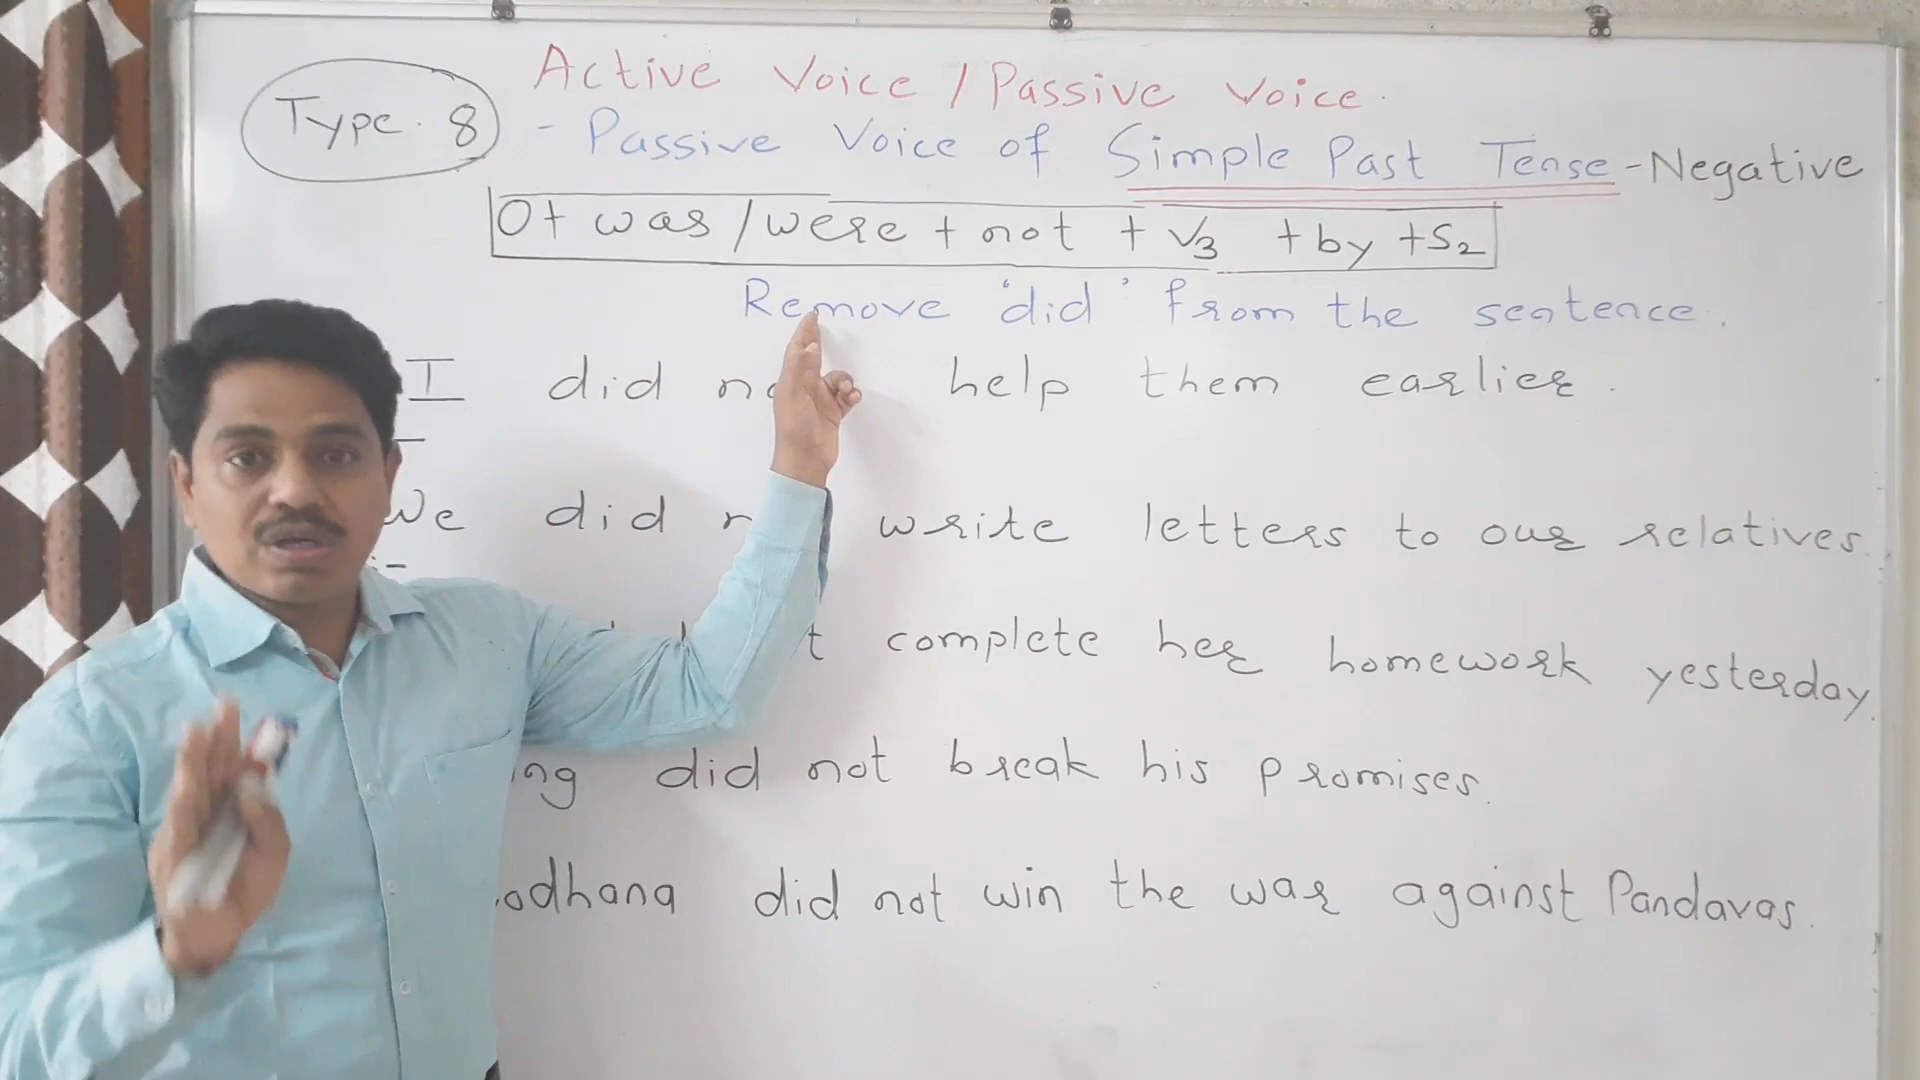 Active Voice / Passive Voice.
Type. 8 - Passive Voice of Simple Past Tense - Negative
O + was / were + not + V3 + by + S2
Remove 'did' from the sentence.
I did help them earlier.
We did write letters to our relatives.
complete her homework yesterday.
did not break his promises.
did not win the war against Pandavas.